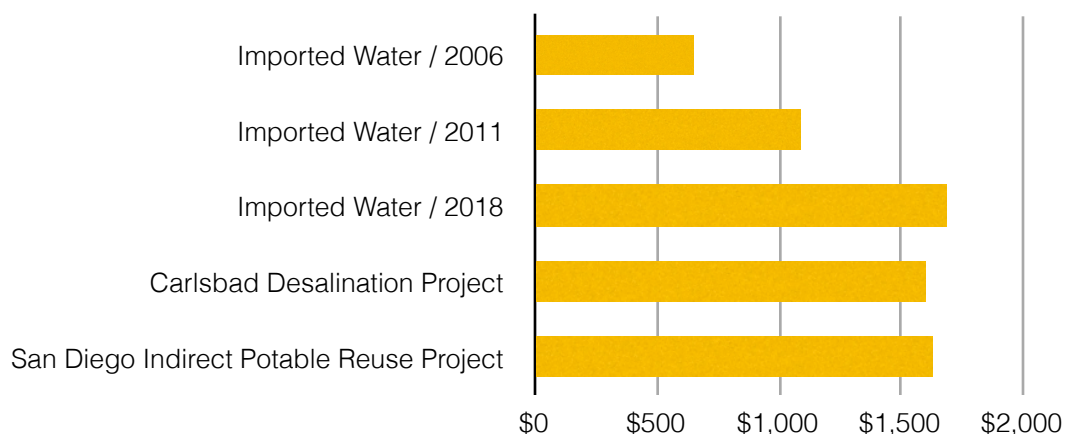 Imported Water / 2006
Imported Water / 2011
Imported Water / 2018
Carlsbad Desalination Project
San Diego Indirect Potable Reuse Project
$0 $500 $1,000 $1,500 $2,000